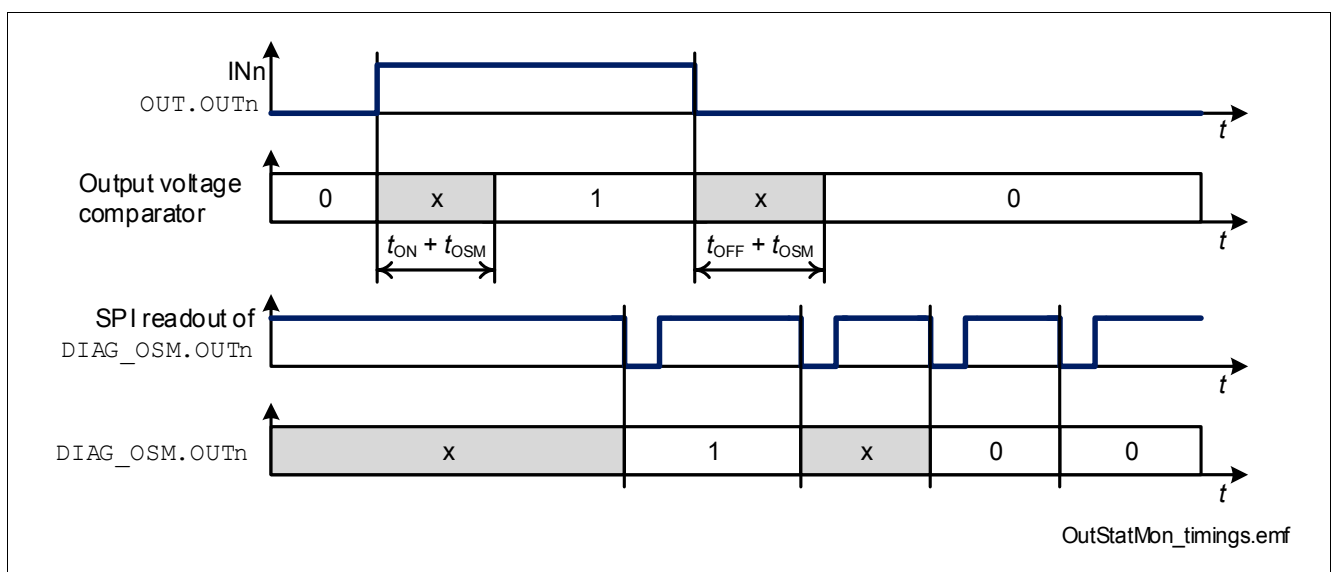 INn
OUT.OUTn
t
Output voltage
comparator
0 x 1 x 0
t
tON + tOSM tOFF + tOSM
SPI readout of
DIAG_OSM.OUTn
t
DIAG_OSM.OUTn
x 1 x 0 0
t
OutStatMon_timings.emf